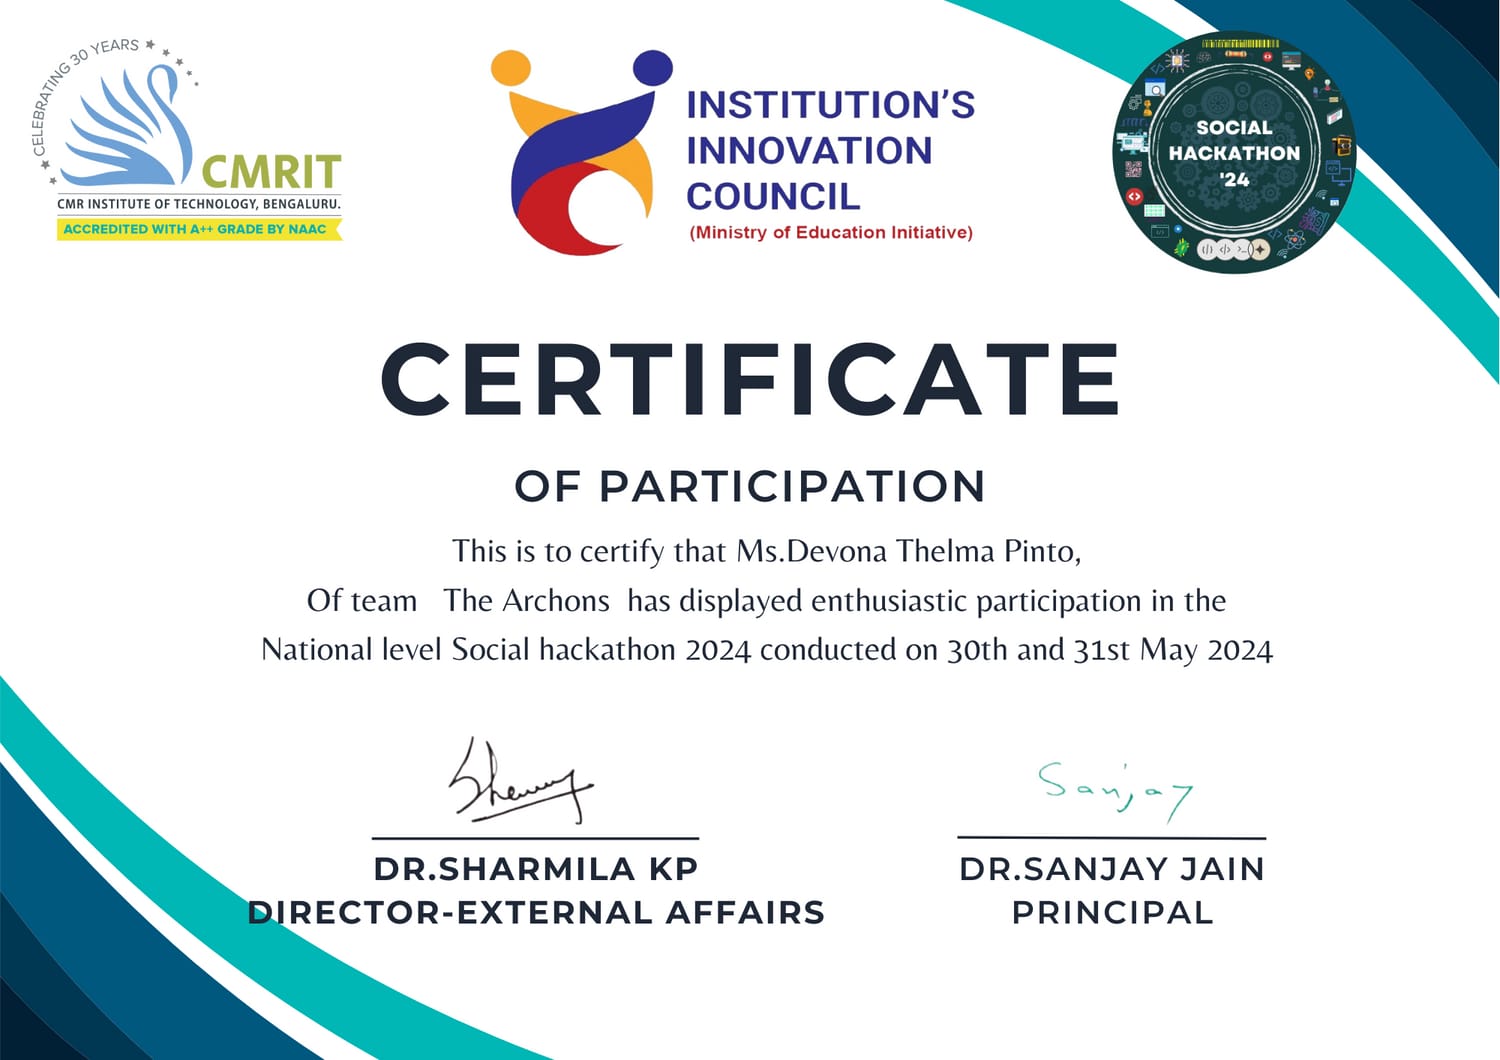 CELEBRATING 30 YEARS
CMRIT
CMR INSTITUTE OF TECHNOLOGY, BENGALURU.
ACCREDITED WITH A++ GRADE BY NAAC
INSTITUTION'S
INNOVATION
COUNCIL
(Ministry of Education Initiative)
SOCIAL
HACKATHON
'24
CERTIFICATE
OF PARTICIPATION
This is to certify that Ms.Devona Thelma Pinto,
Of team The Archons has displayed enthusiastic participation in the
National level Social hackathon 2024 conducted on 30th and 31st May 2024
Sanjay
DR.SHARMILA KP
DIRECTOR-EXTERNAL AFFAIRS
DR.SANJAY JAIN
PRINCIPAL